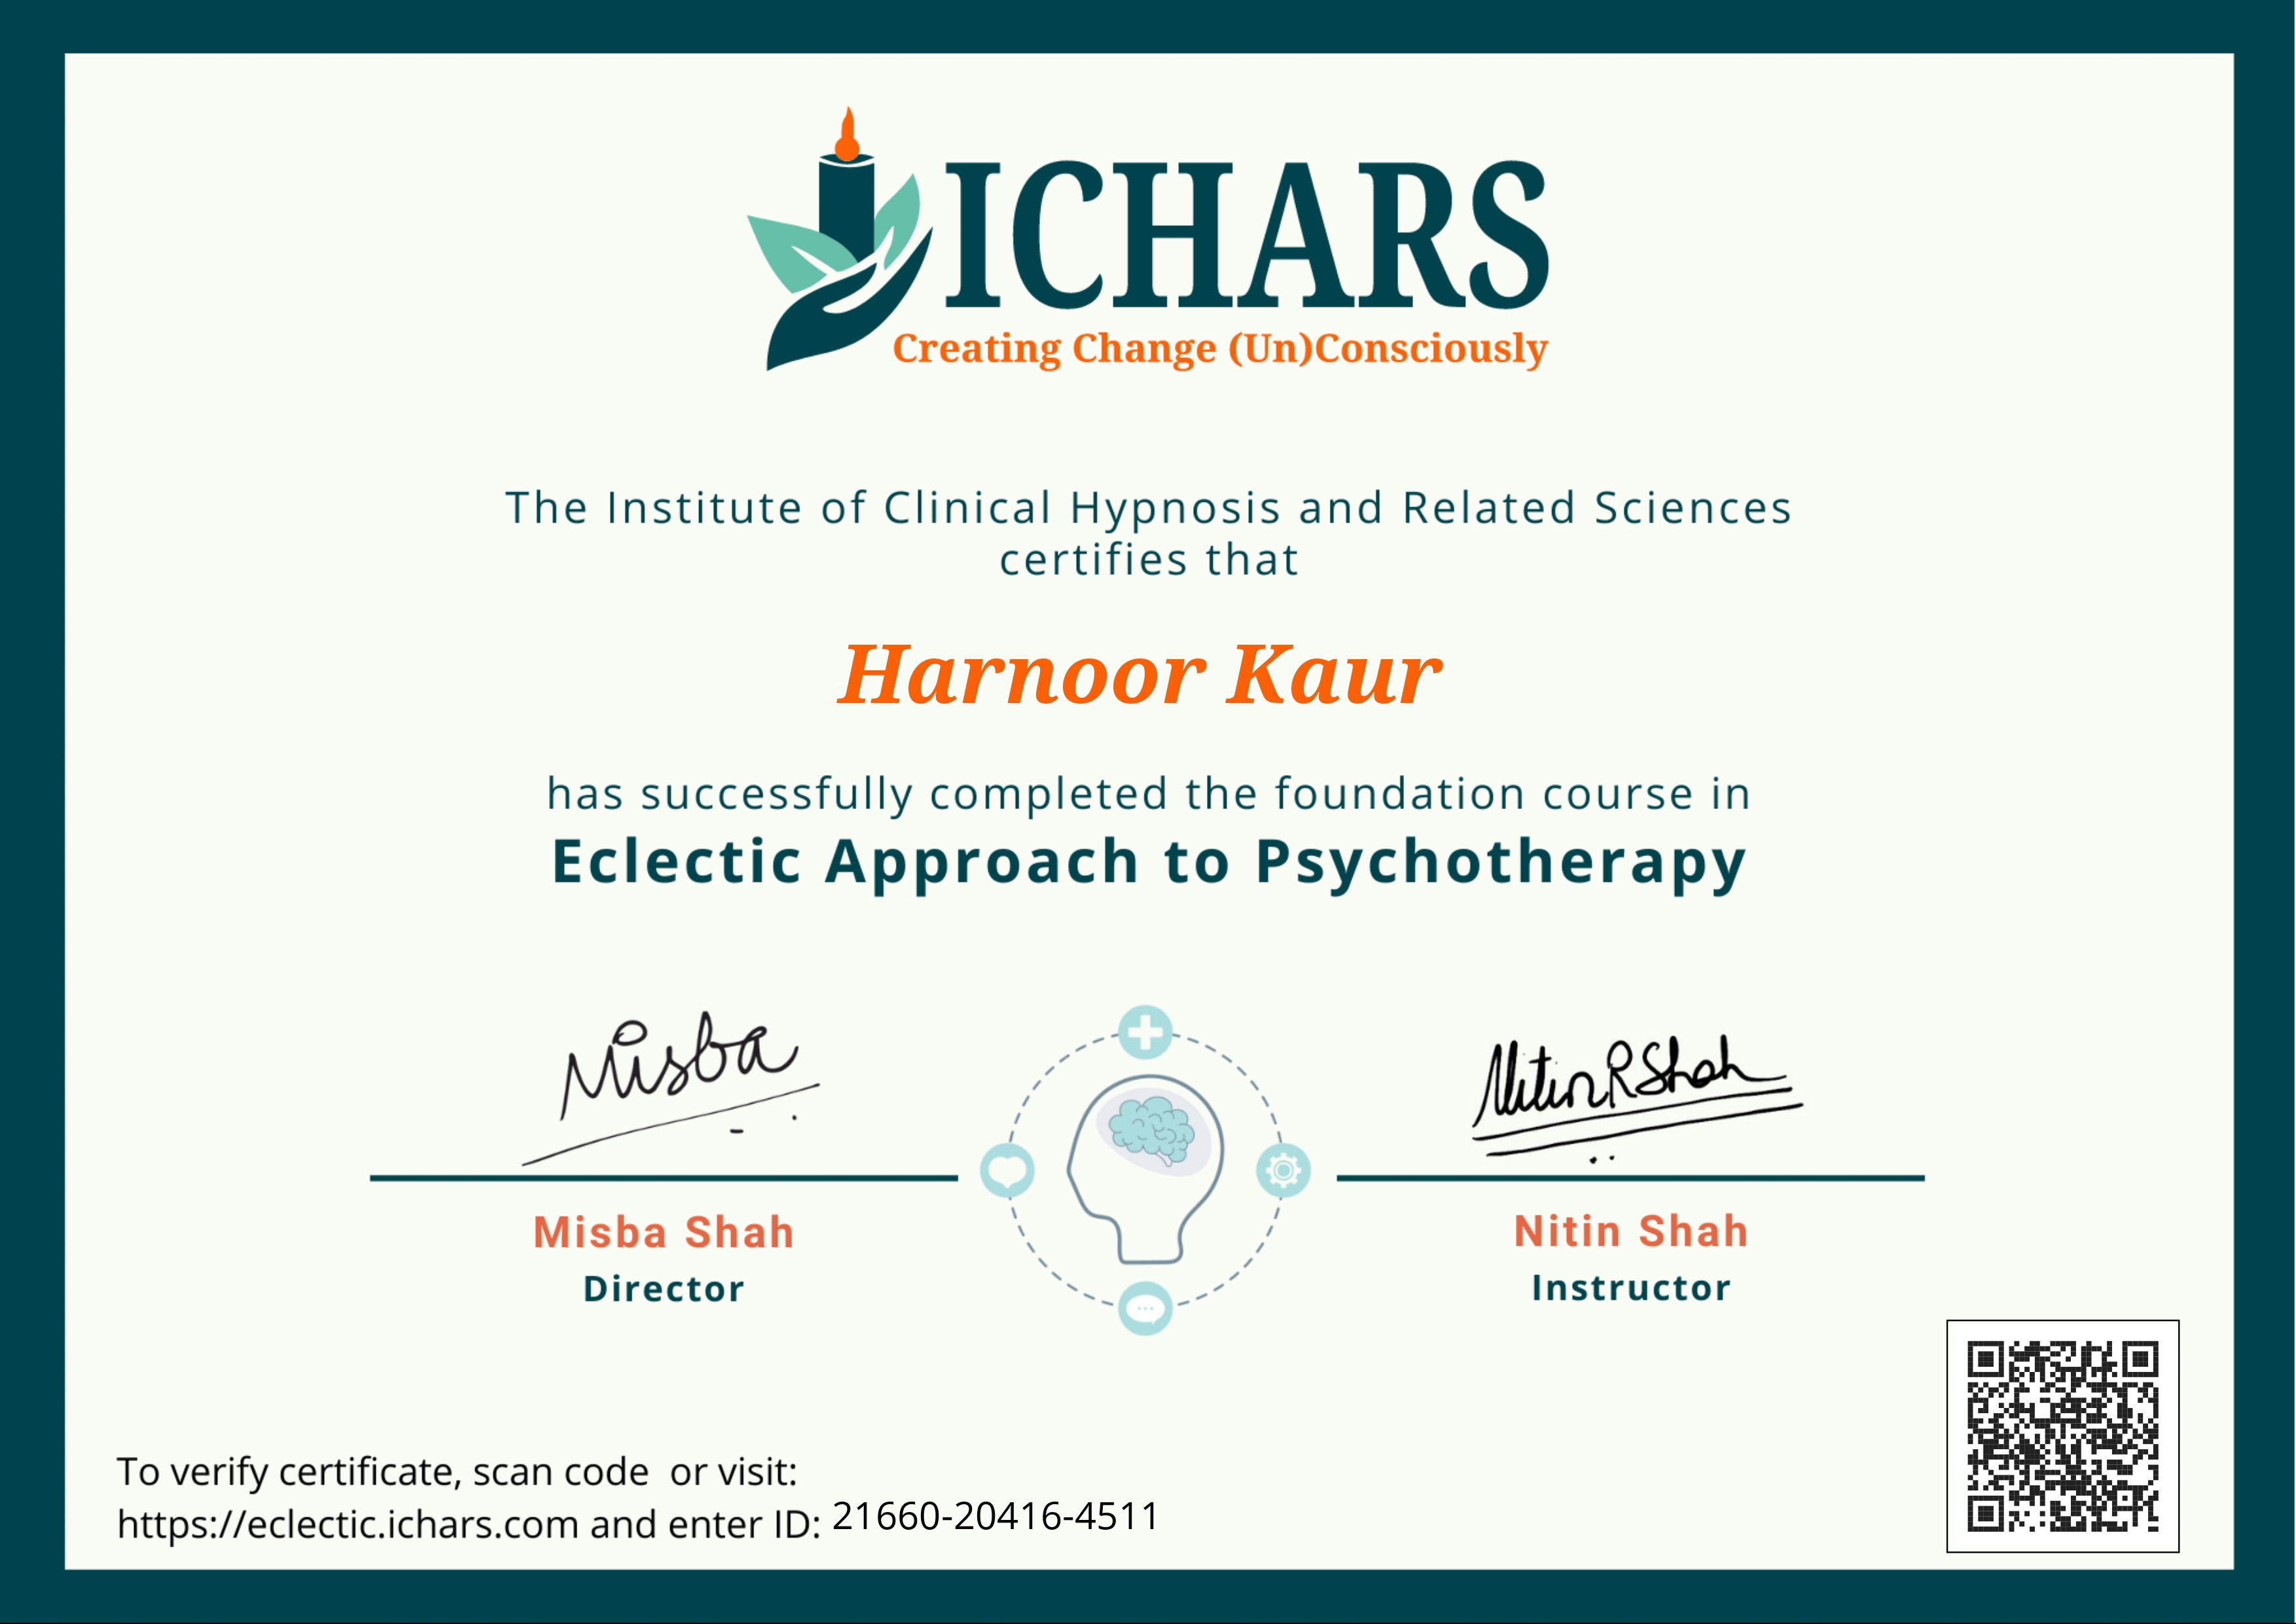 ICHARS
Creating Change (Un)Consciously
The Institute of Clinical Hypnosis and Related Sciences
certifies that
Harnoor Kaur
has successfully completed the foundation course in
Eclectic Approach to Psychotherapy
Misba
Nitin R Shah
Misba Shah
Director
Nitin Shah
Instructor
To verify certificate, scan code or visit:
https://eclectic.ichars.com and enter ID: 21660-20416-4511